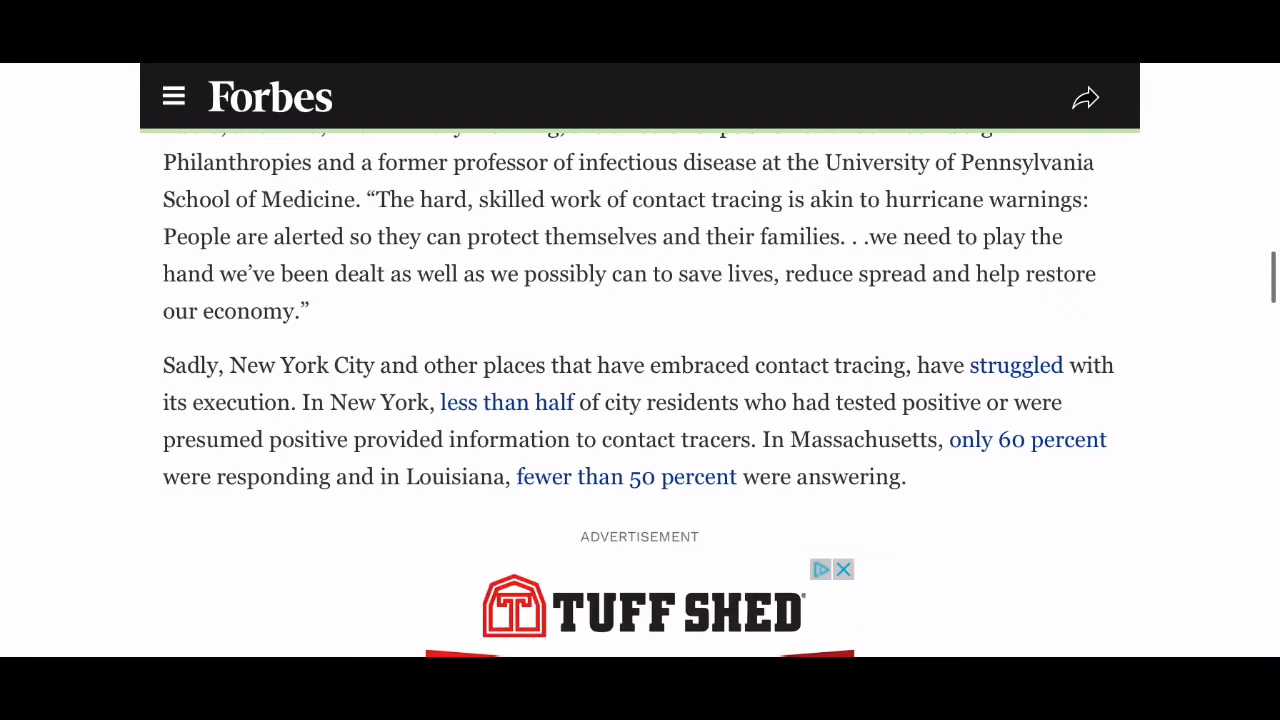 Forbes
Philanthropies and a former professor of infectious disease at the University of Pennsylvania
School of Medicine. “The hard, skilled work of contact tracing is akin to hurricane warnings:
People are alerted so they can protect themselves and their families. . .we need to play the
hand we’ve been dealt as well as we possibly can to save lives, reduce spread and help restore
our economy.”
Sadly, New York City and other places that have embraced contact tracing, have struggled with
its execution. In New York, less than half of city residents who had tested positive or were
presumed positive provided information to contact tracers. In Massachusetts, only 60 percent
were responding and in Louisiana, fewer than 50 percent were answering.
ADVERTISEMENT
TUFF SHED